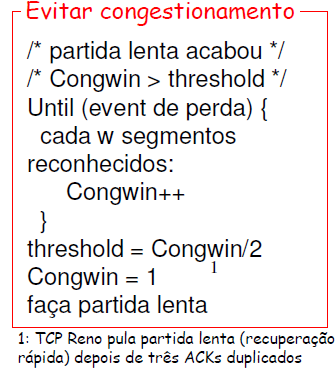 Evitar congestionamento
/* partida lenta acabou */
/* Congwin > threshold */
Until (event de perda) {
cada w segmentos
reconhecidos:
Congwin++
}
threshold = Congwin/2
Congwin = 1 1
faça partida lenta
1: TCP Reno pula partida lenta (recuperação
rápida) depois de três ACKs duplicados